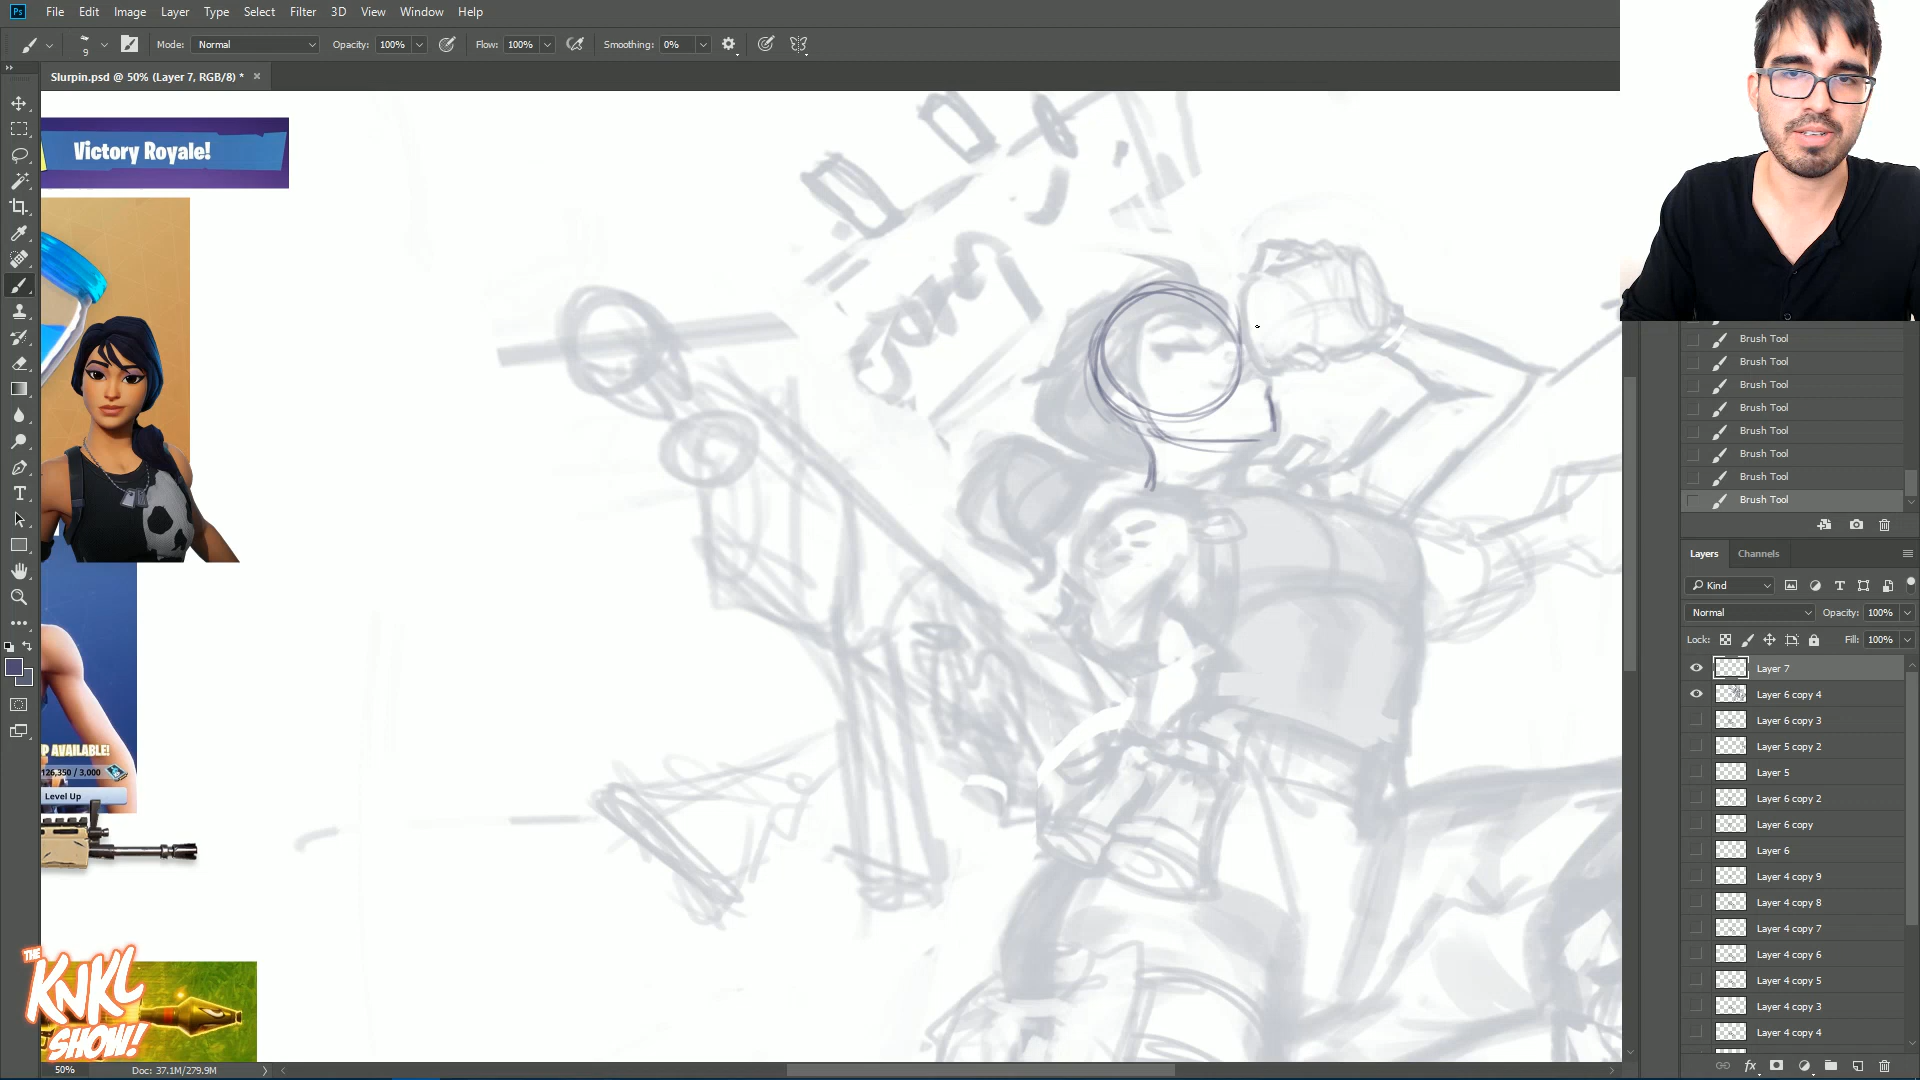 Ps File Edit Image Layer Type Select Filter 3D View Window Help
9 Mode: Normal Opacity: 100% Flow: 100% Smoothing: 0%
Slurpin.psd @ 50% (Layer 7, RGB/8) * ×
Victory Royale!
AVAILABLE!
126,350 / 3,000
Level Up
THE
KNKL
SHOW!
50% Doc: 37.1M/279.9M
Brush Tool
Brush Tool
Brush Tool
Brush Tool
Brush Tool
Brush Tool
Brush Tool
Brush Tool
Layers Channels
Kind
Normal Opacity: 100%
Lock: Fill: 100%
Layer 7
Layer 6 copy 4
Layer 6 copy 3
Layer 5 copy 2
Layer 5
Layer 6 copy 2
Layer 6 copy
Layer 6
Layer 4 copy 9
Layer 4 copy 8
Layer 4 copy 7
Layer 4 copy 6
Layer 4 copy 5
Layer 4 copy 3
Layer 4 copy 4
fx